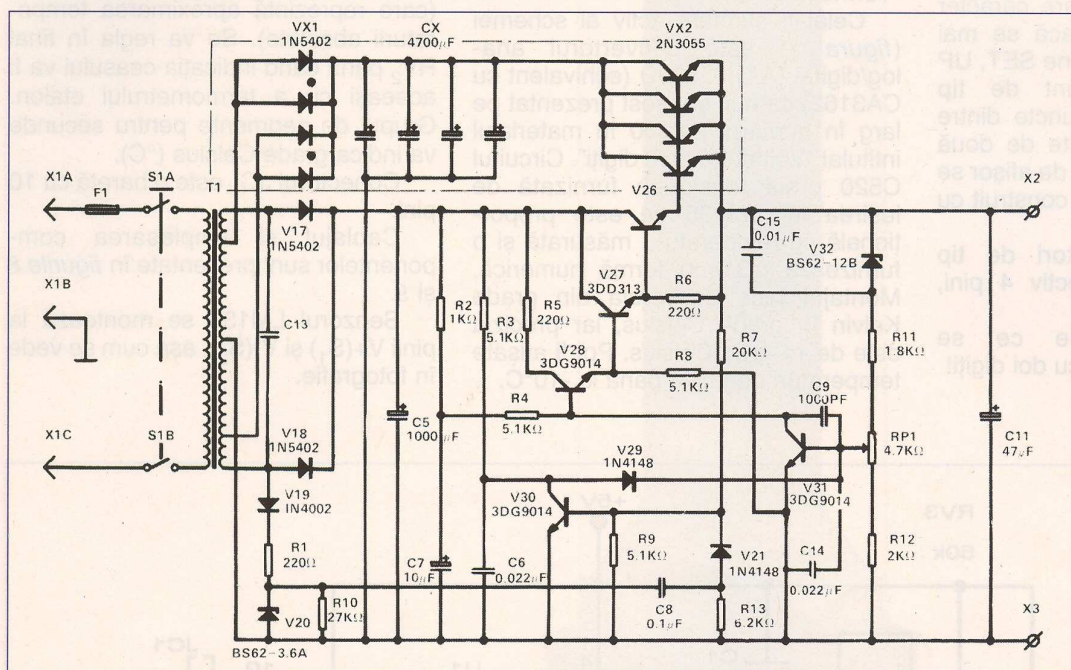 VX1
1N5402
CX
4700µF
VX2
2N3055
X1A
F1
S1A
T1
V17
1N5402
V26
X2
C15
0.01µF
V32
BS62-12B
V27
3DD313
R6
220Ω
X1B
C13
R2
1KΩ
R3
5.1KΩ
R5
220Ω
V28
3DG9014
R8
5.1KΩ
R7
20KΩ
R11
1.8KΩ
C9
1000PF
X1C
S1B
V18
1N5402
C5
1000µF
R4
5.1KΩ
V29
1N4148
V31
3DG9014
RP1
4.7KΩ
C11
47µF
V19
IN4002
V30
3DG9014
R1
220Ω
C7
10µF
C6
0.022µF
R9
5.1KΩ
V21
1N4148
C14
0.022µF
R12
2KΩ
V20
BS62-3.6A
R10
27KΩ
C8
0.1µF
R13
6.2KΩ
X3